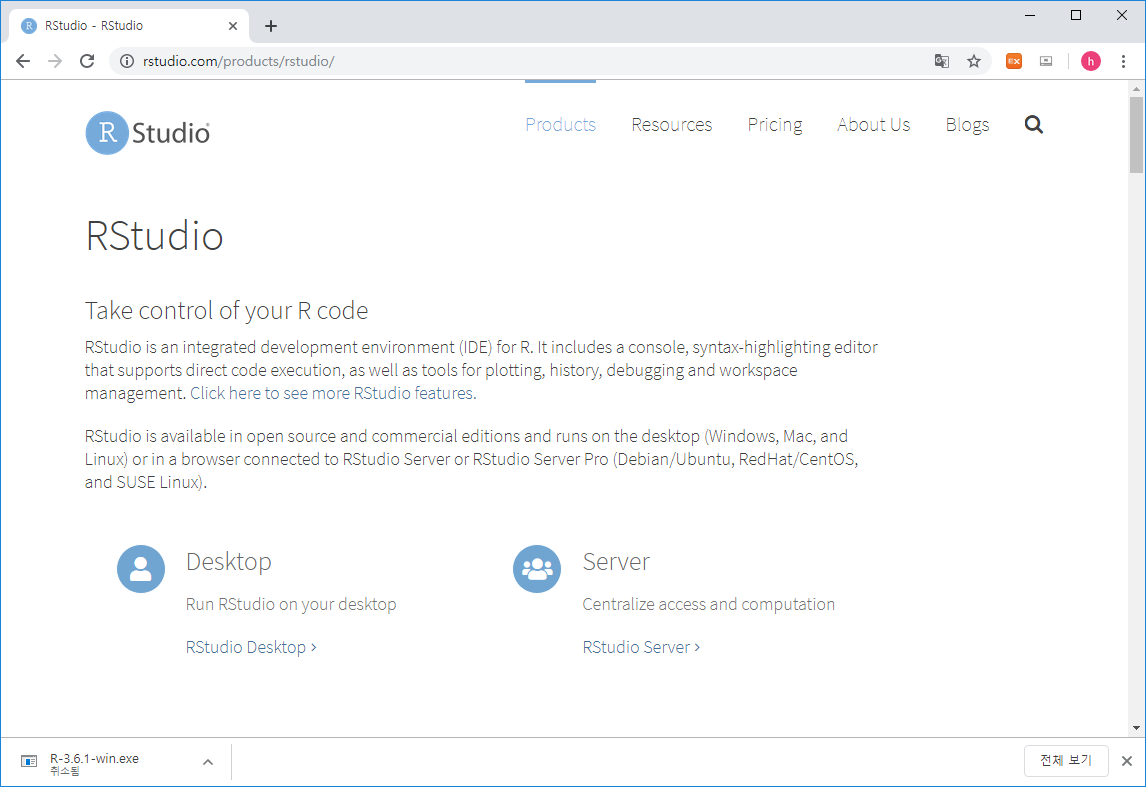 RStudio - RStudio
rstudio.com/products/rstudio/
EX
h
R Studio®
Products Resources Pricing About Us Blogs
RStudio
Take control of your R code
RStudio is an integrated development environment (IDE) for R. It includes a console, syntax-highlighting editor
that supports direct code execution, as well as tools for plotting, history, debugging and workspace
management. Click here to see more RStudio features.
RStudio is available in open source and commercial editions and runs on the desktop (Windows, Mac, and
Linux) or in a browser connected to RStudio Server or RStudio Server Pro (Debian/Ubuntu, RedHat/CentOS,
and SUSE Linux).
Desktop
Run RStudio on your desktop
RStudio Desktop >
Server
Centralize access and computation
RStudio Server >
R-3.6.1-win.exe
취소됨
전체 보기